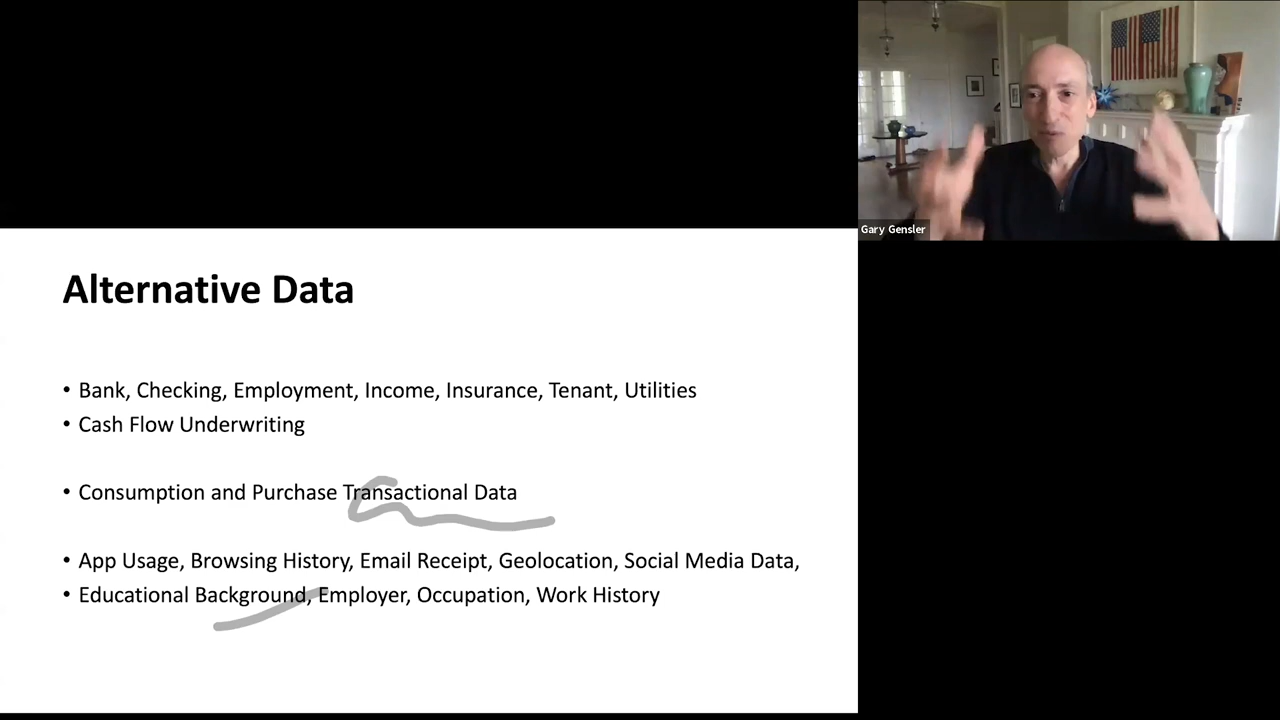 Gary Gensler
Alternative Data
• Bank, Checking, Employment, Income, Insurance, Tenant, Utilities
• Cash Flow Underwriting
• Consumption and Purchase Transactional Data
• App Usage, Browsing History, Email Receipt, Geolocation, Social Media Data,
• Educational Background, Employer, Occupation, Work History